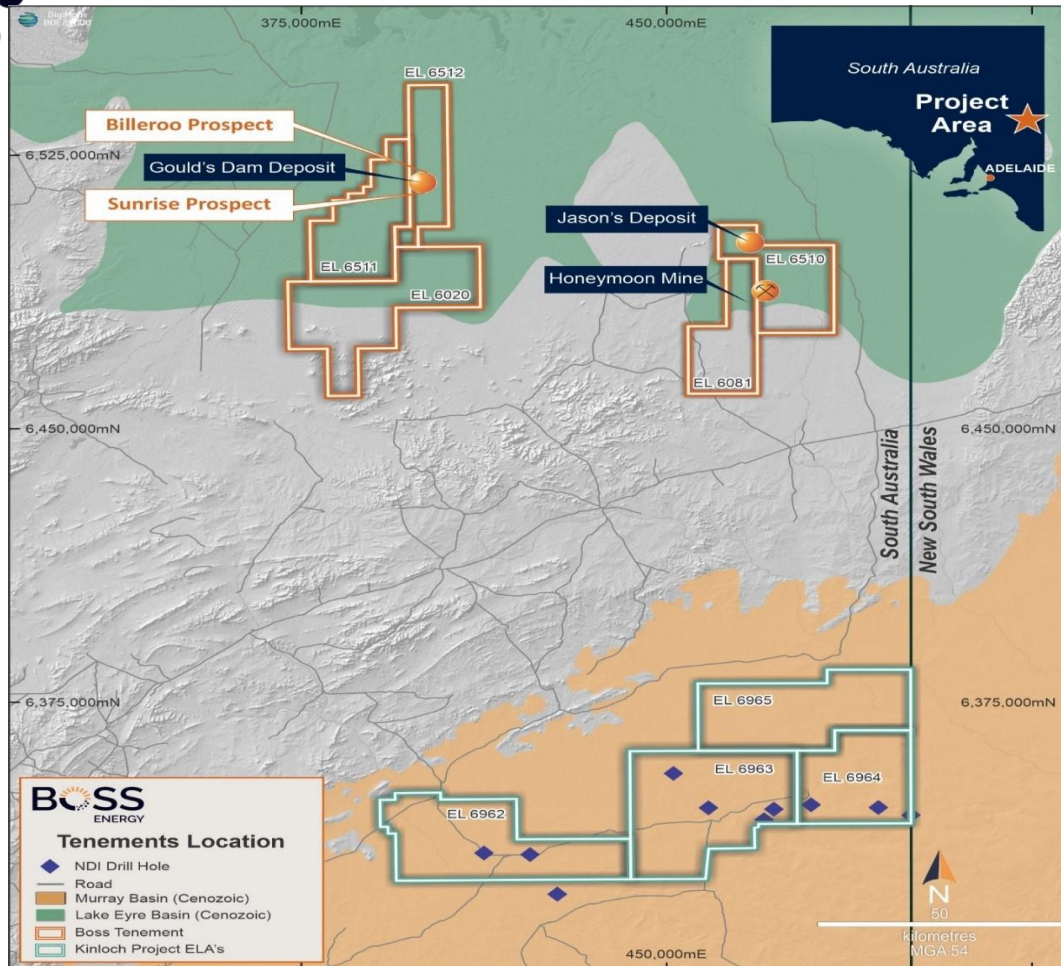 375,000mE
450,000mE
South Australia
Project
Area
ADELAIDE
EL 6512
Billeroo Prospect
6,525,000mN
Gould's Dam Deposit
Sunrise Prospect
Jason's Deposit
EL 6510
EL 6511
Honeymoon Mine
EL 6020
EL 6081
6,450,000mN
6,450,000mN
South Australia
New South Wales
6,375,000mN
EL 6965
6,375,000mN
EL 6963
EL 6964
EL 6962
BOSS
ENERGY
Tenements Location
NDI Drill Hole
Road
Murray Basin (Cenozoic)
Lake Eyre Basin (Cenozoic)
Boss Tenement
Kinloch Project ELA's
N
50
kilometres
MGA 54
450,000mE